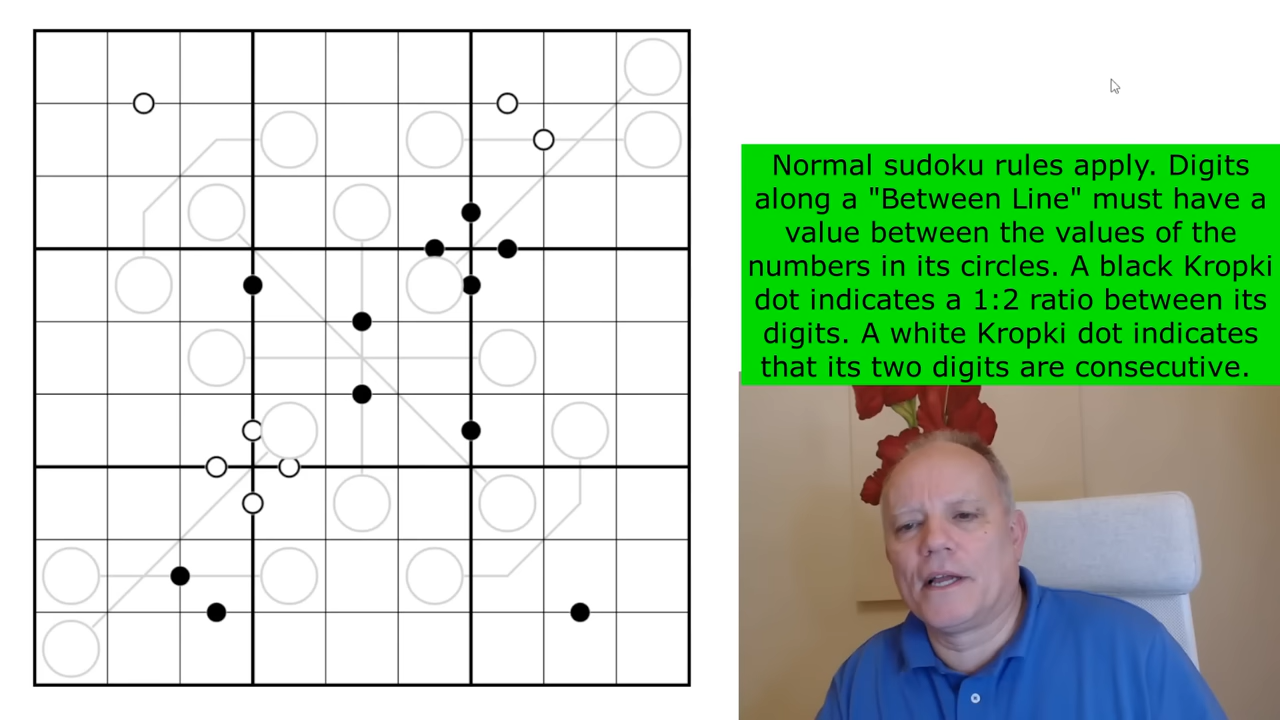 Normal sudoku rules apply. Digits
along a "Between Line" must have a
value between the values of the
numbers in its circles. A black Kropki
dot indicates a 1:2 ratio between its
digits. A white Kropki dot indicates
that its two digits are consecutive.